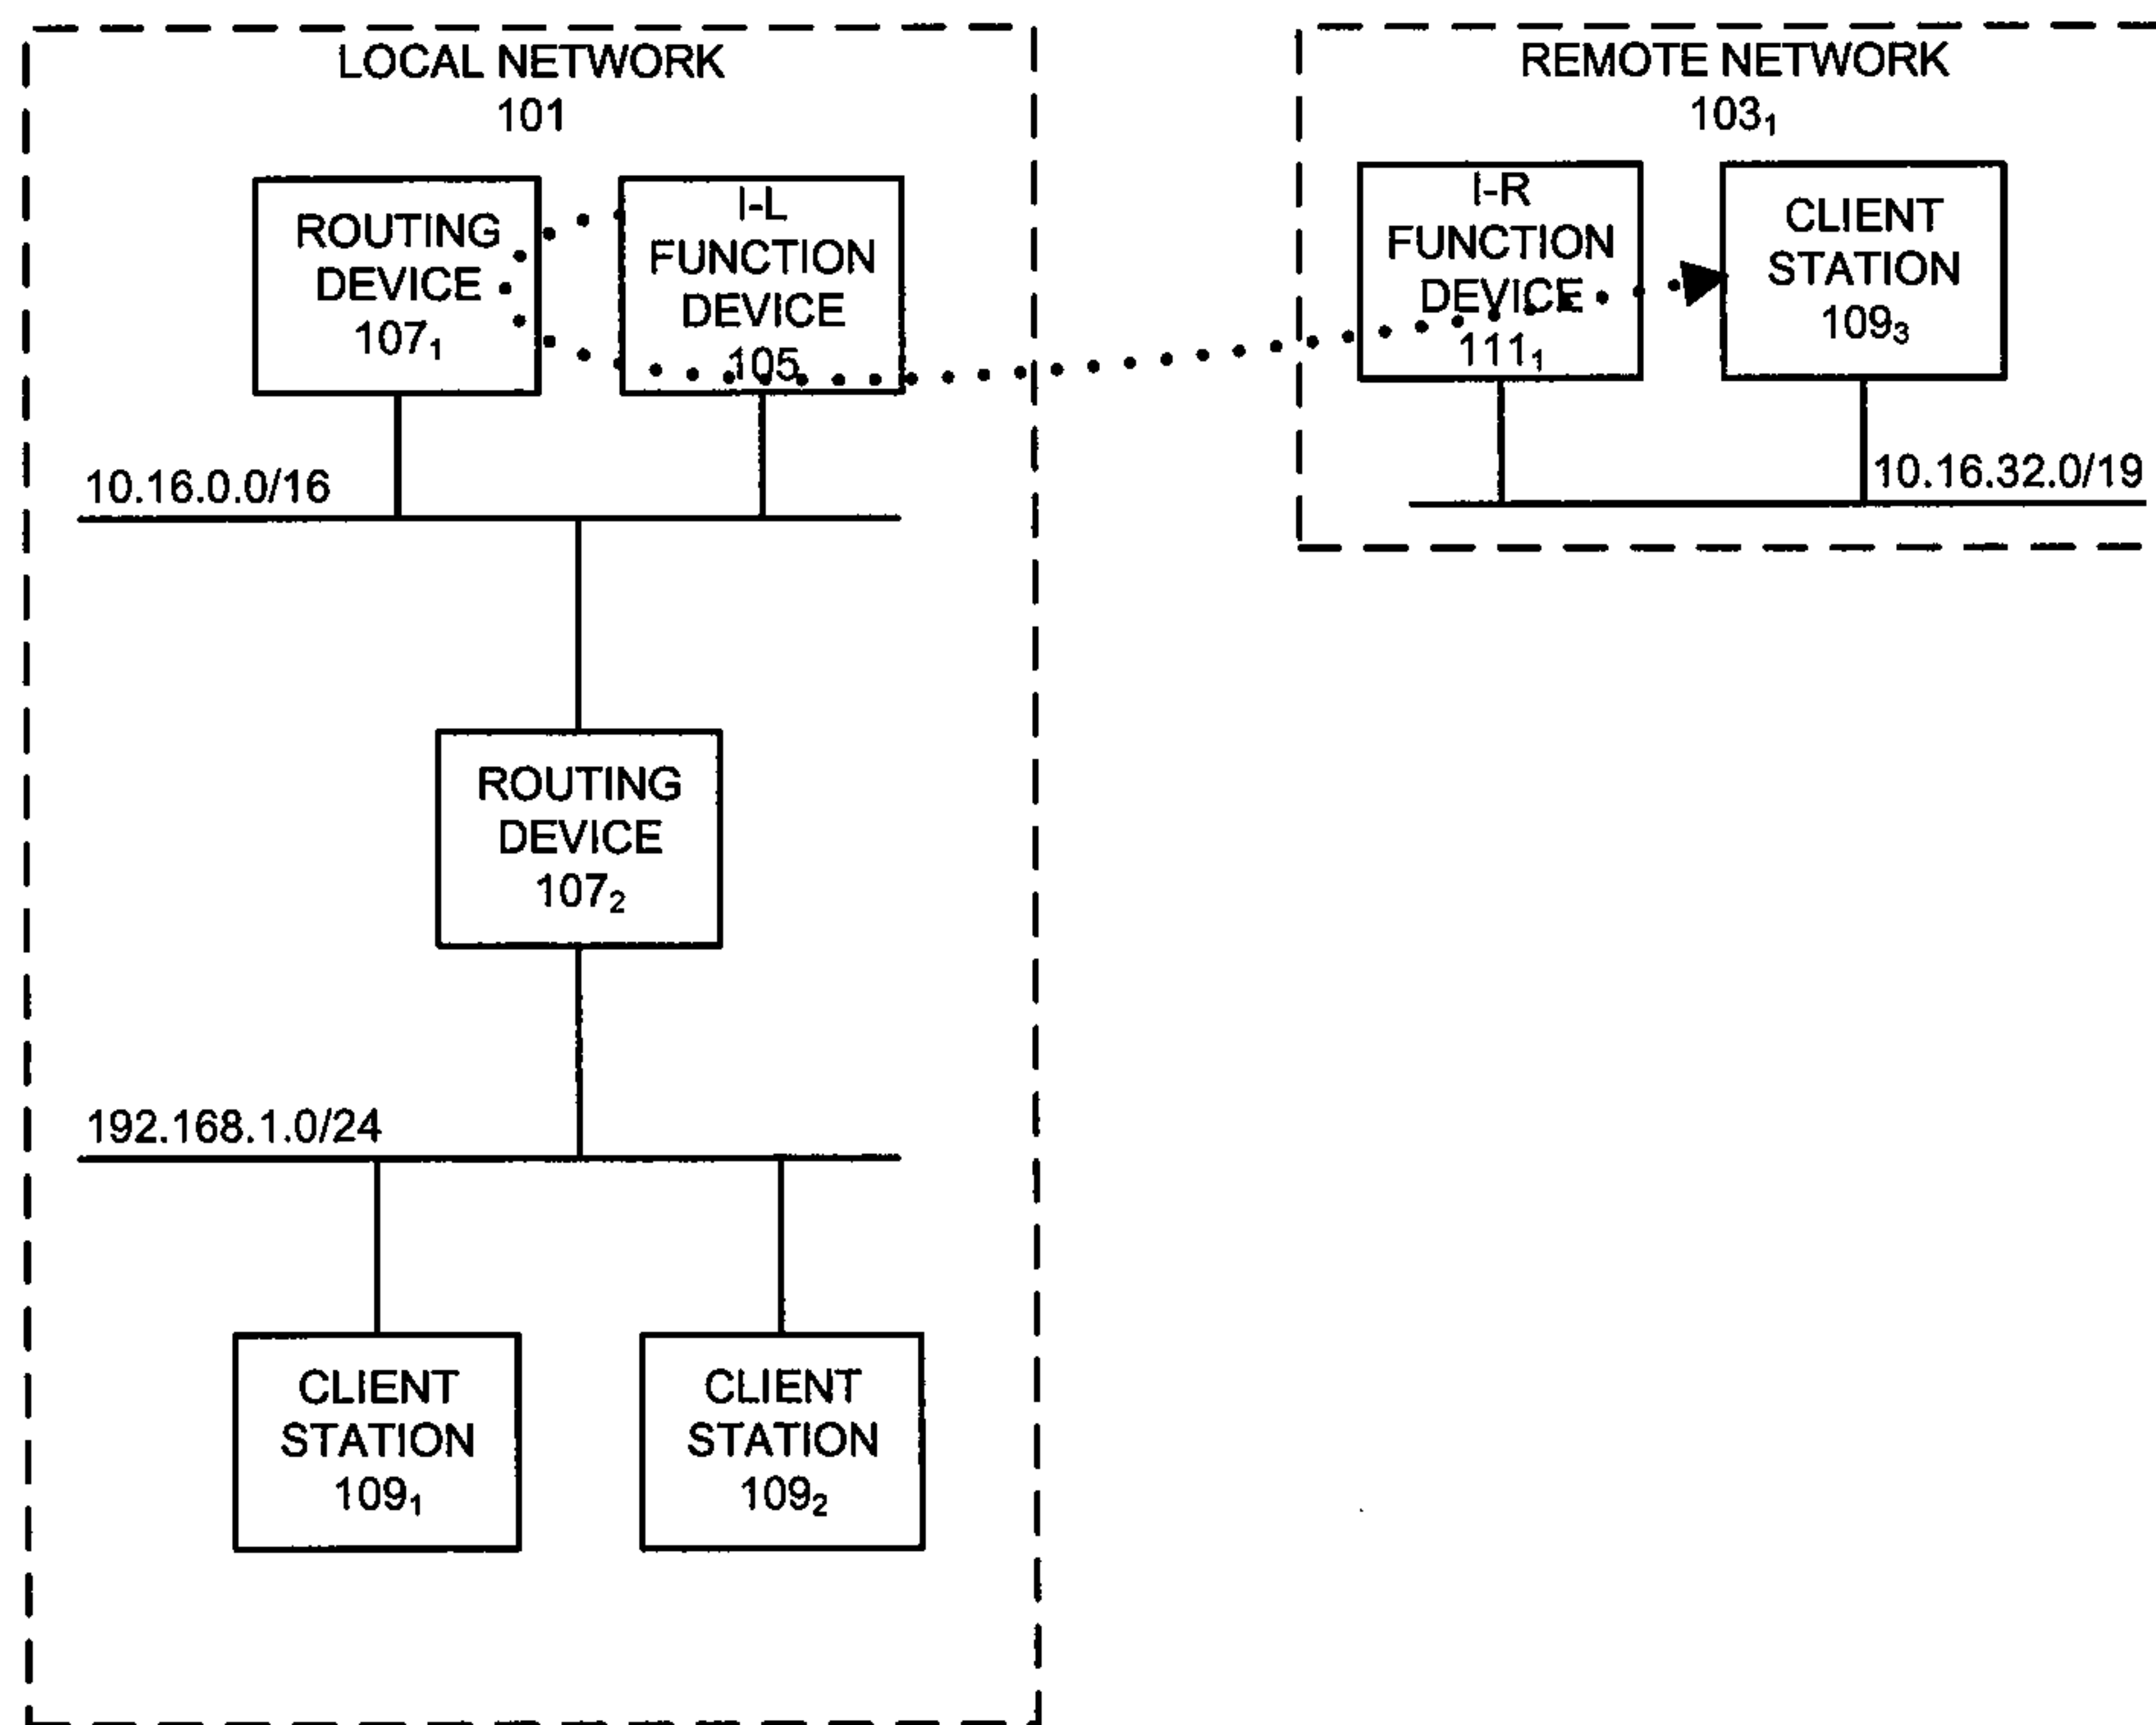 LOCAL NETWORK
101
ROUTING
DEVICE
107₁
I-L
FUNCTION
DEVICE
105
10.16.0.0/16
ROUTING
DEVICE
107₂
192.168.1.0/24
CLIENT
STATION
109₁
CLIENT
STATION
109₂
REMOTE NETWORK
103₁
I-R
FUNCTION
DEVICE
111₁
CLIENT
STATION
109₃
10.16.32.0/19